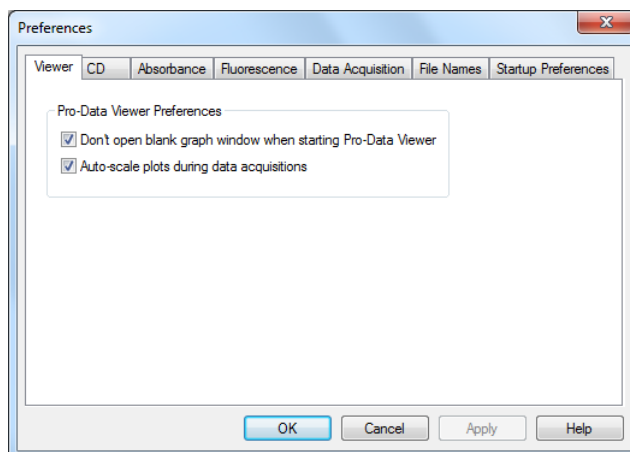 Preferences
Viewer CD Absorbance Fluorescence Data Acquisition File Names Startup Preferences
Pro-Data Viewer Preferences
Don't open blank graph window when starting Pro-Data Viewer
Auto-scale plots during data acquisitions
OK Cancel Apply Help